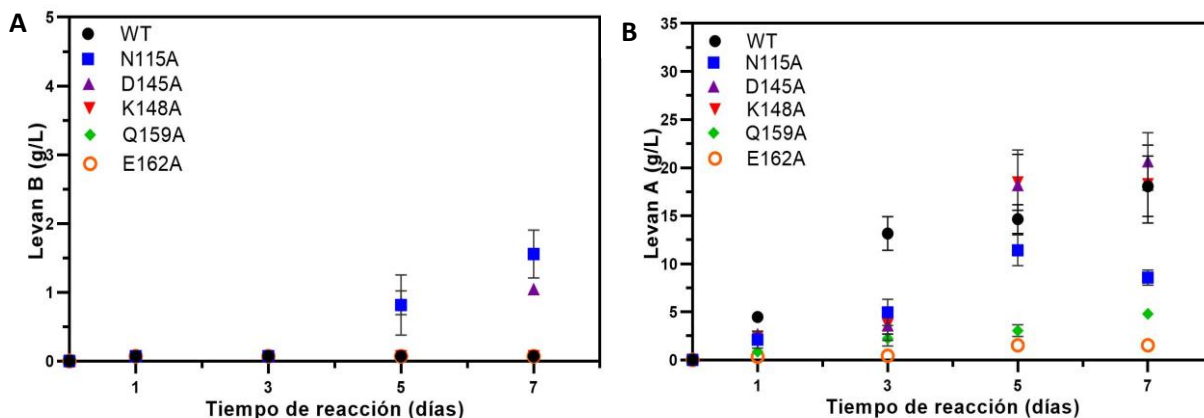 A
Levan B (g/L)
5
4
3
2
1
0
WT
N115A
D145A
K148A
Q159A
E162A
1 3 5 7
Tiempo de reacción (días)
B
Levan A (g/L)
35
30
25
20
15
10
5
0
WT
N115A
D145A
K148A
Q159A
E162A
1 3 5 7
Tiempo de reacción (días)